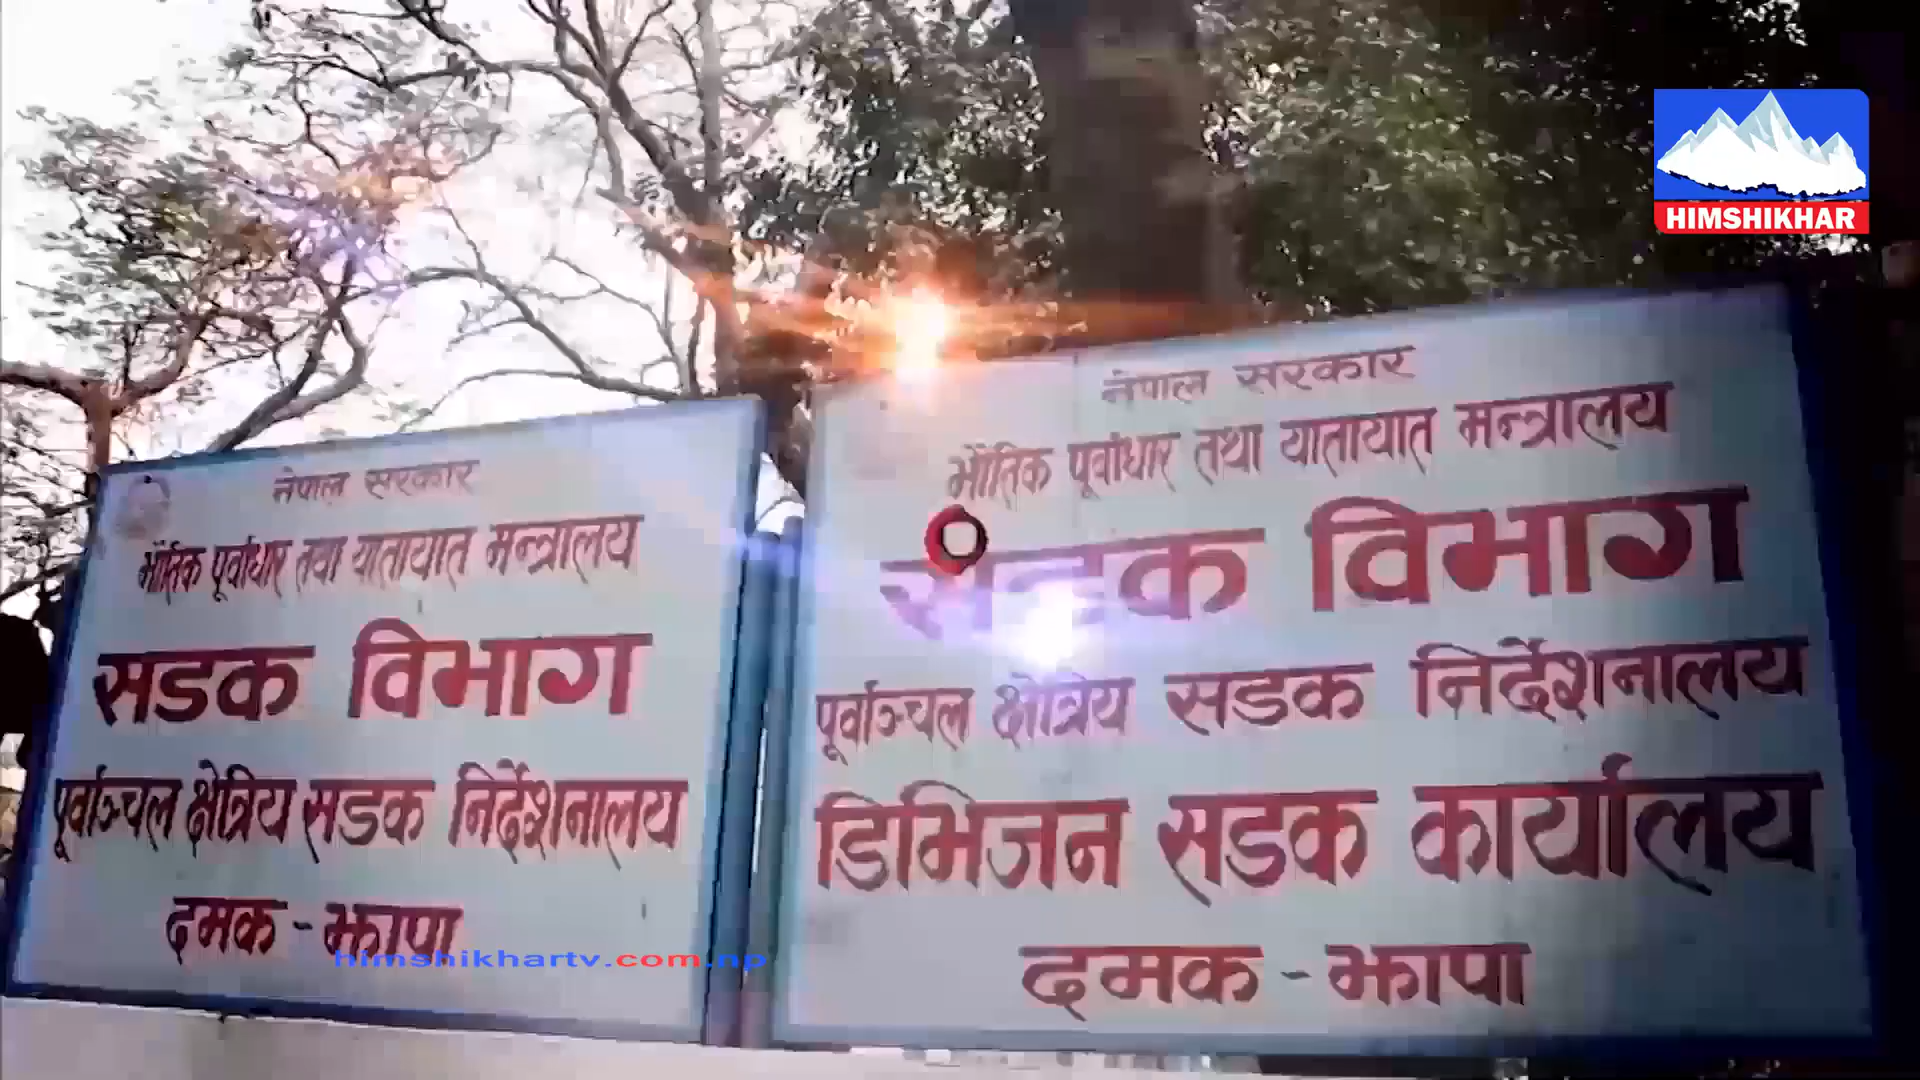 HIMSHIKHAR
नेपाल सरकार
भौतिक पूर्वाधार तथा यातायात मन्त्रालय
सडक विभाग
पूर्वाञ्चल क्षेत्रिय सडक निर्देशनालय
दमक - झापा
नेपाल सरकार
भौतिक पूर्वाधार तथा यातायात मन्त्रालय
सडक विभाग
पूर्वाञ्चल क्षेत्रिय सडक निर्देशनालय
डिभिजन सडक कार्यालय
दमक - झापा
himshikhartv.com.np